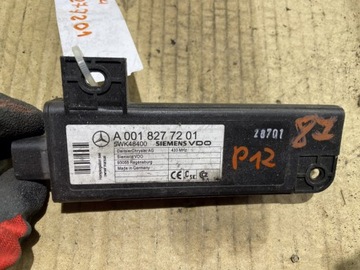 A 001 827 72 01
5WK48400 SIEMENS VDO
DaimlerChrysler AG 433 MHz
Siemens VDO
93055 Regensburg
Made in Germany
CE
28701
P12